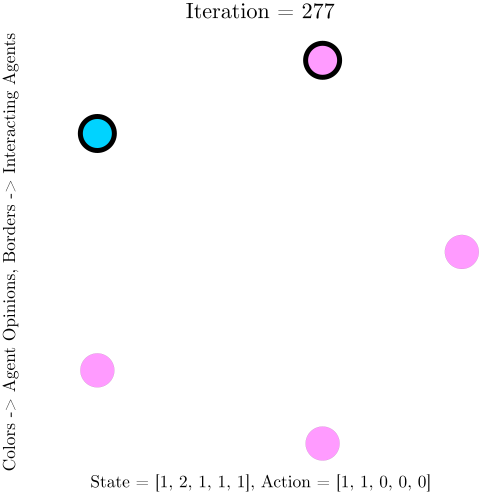 Iteration = 277
Colors -> Agent Opinions, Borders -> Interacting Agents
State = [1, 2, 1, 1, 1], Action = [1, 1, 0, 0, 0]